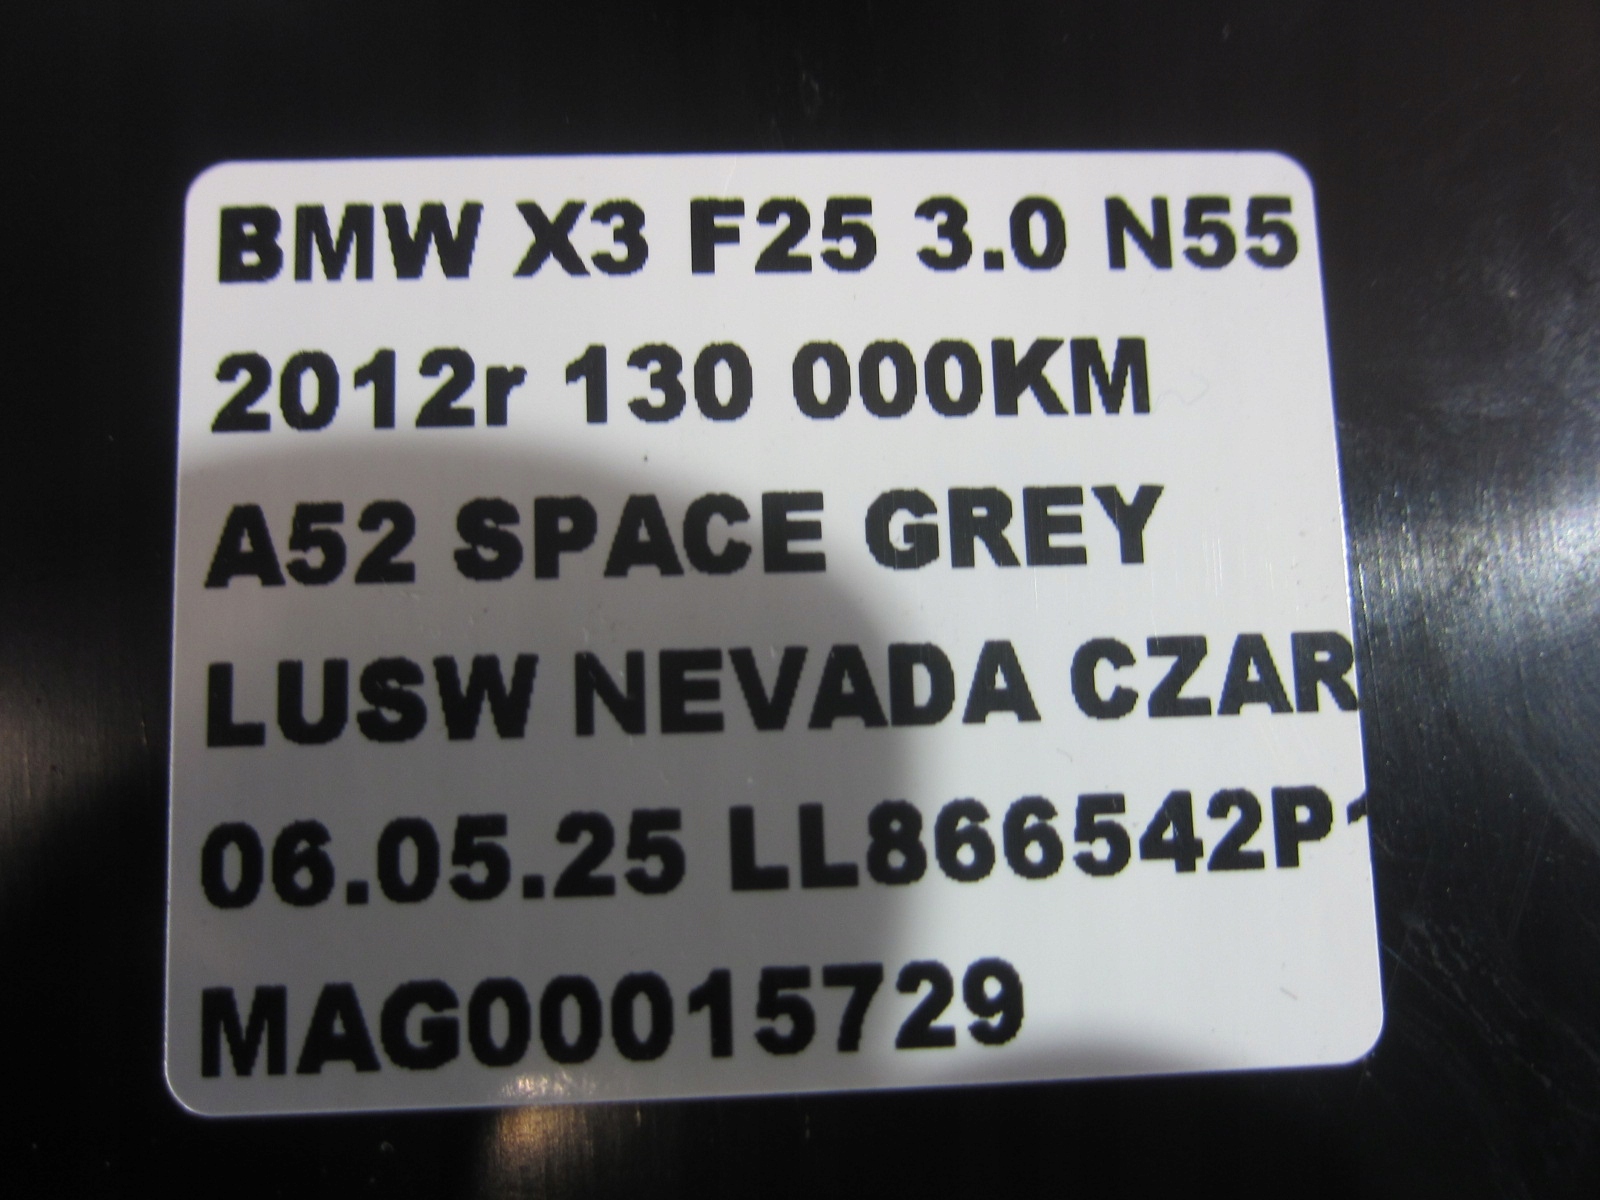 BMW X3 F25 3.0 N55
2012r 130 000KM
A52 SPACE GREY
LUSW NEVADA CZAR
06.05.25 LL866542P
MAG00015729